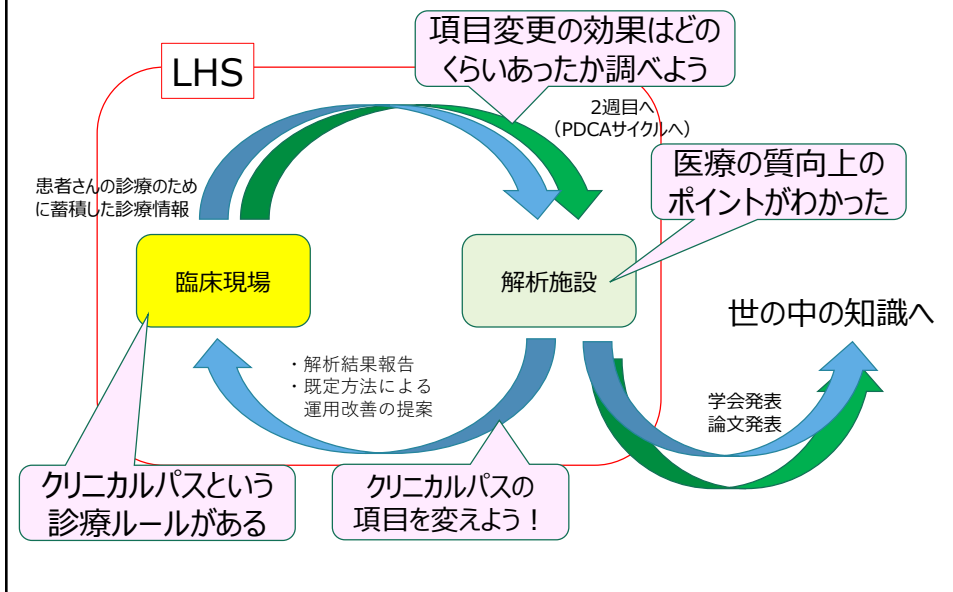 項目変更の効果はどの
くらいあったか調べよう
LHS
2週目へ
（PDCAサイクルへ）
医療の質向上の
ポイントがわかった
患者さんの診療のため
に蓄積した診療情報
臨床現場
解析施設
世の中の知識へ
・解析結果報告
・既定方法による
運用改善の提案
学会発表
論文発表
クリニカルパスという
診療ルールがある
クリニカルパスの
項目を変えよう！